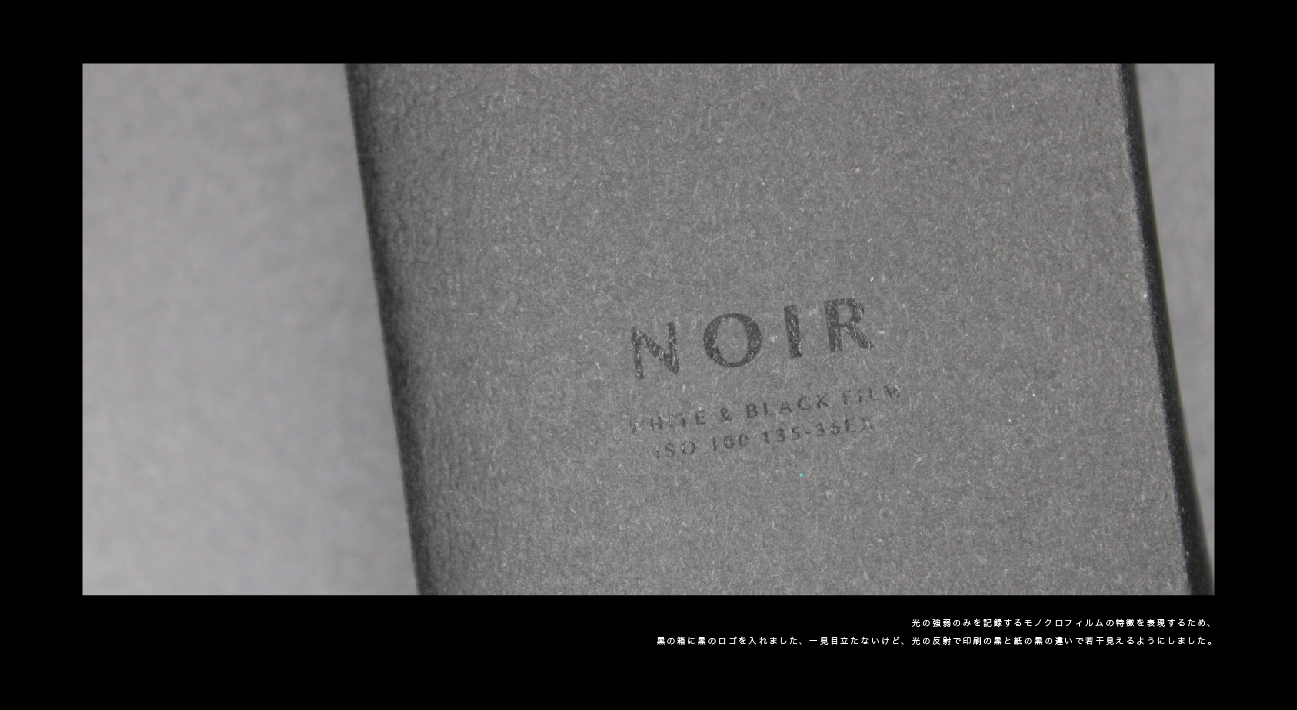 NOIR
WHITE & BLACK FILM
ISO 100 135-36EX
光の強弱のみを記録するモノクロフィルムの特徴を表現するため、
黒の箱に黒のロゴを入れました、一見目立たないけど、光の反射で印刷の黒と紙の黒の違いで若干見えるようにしました。